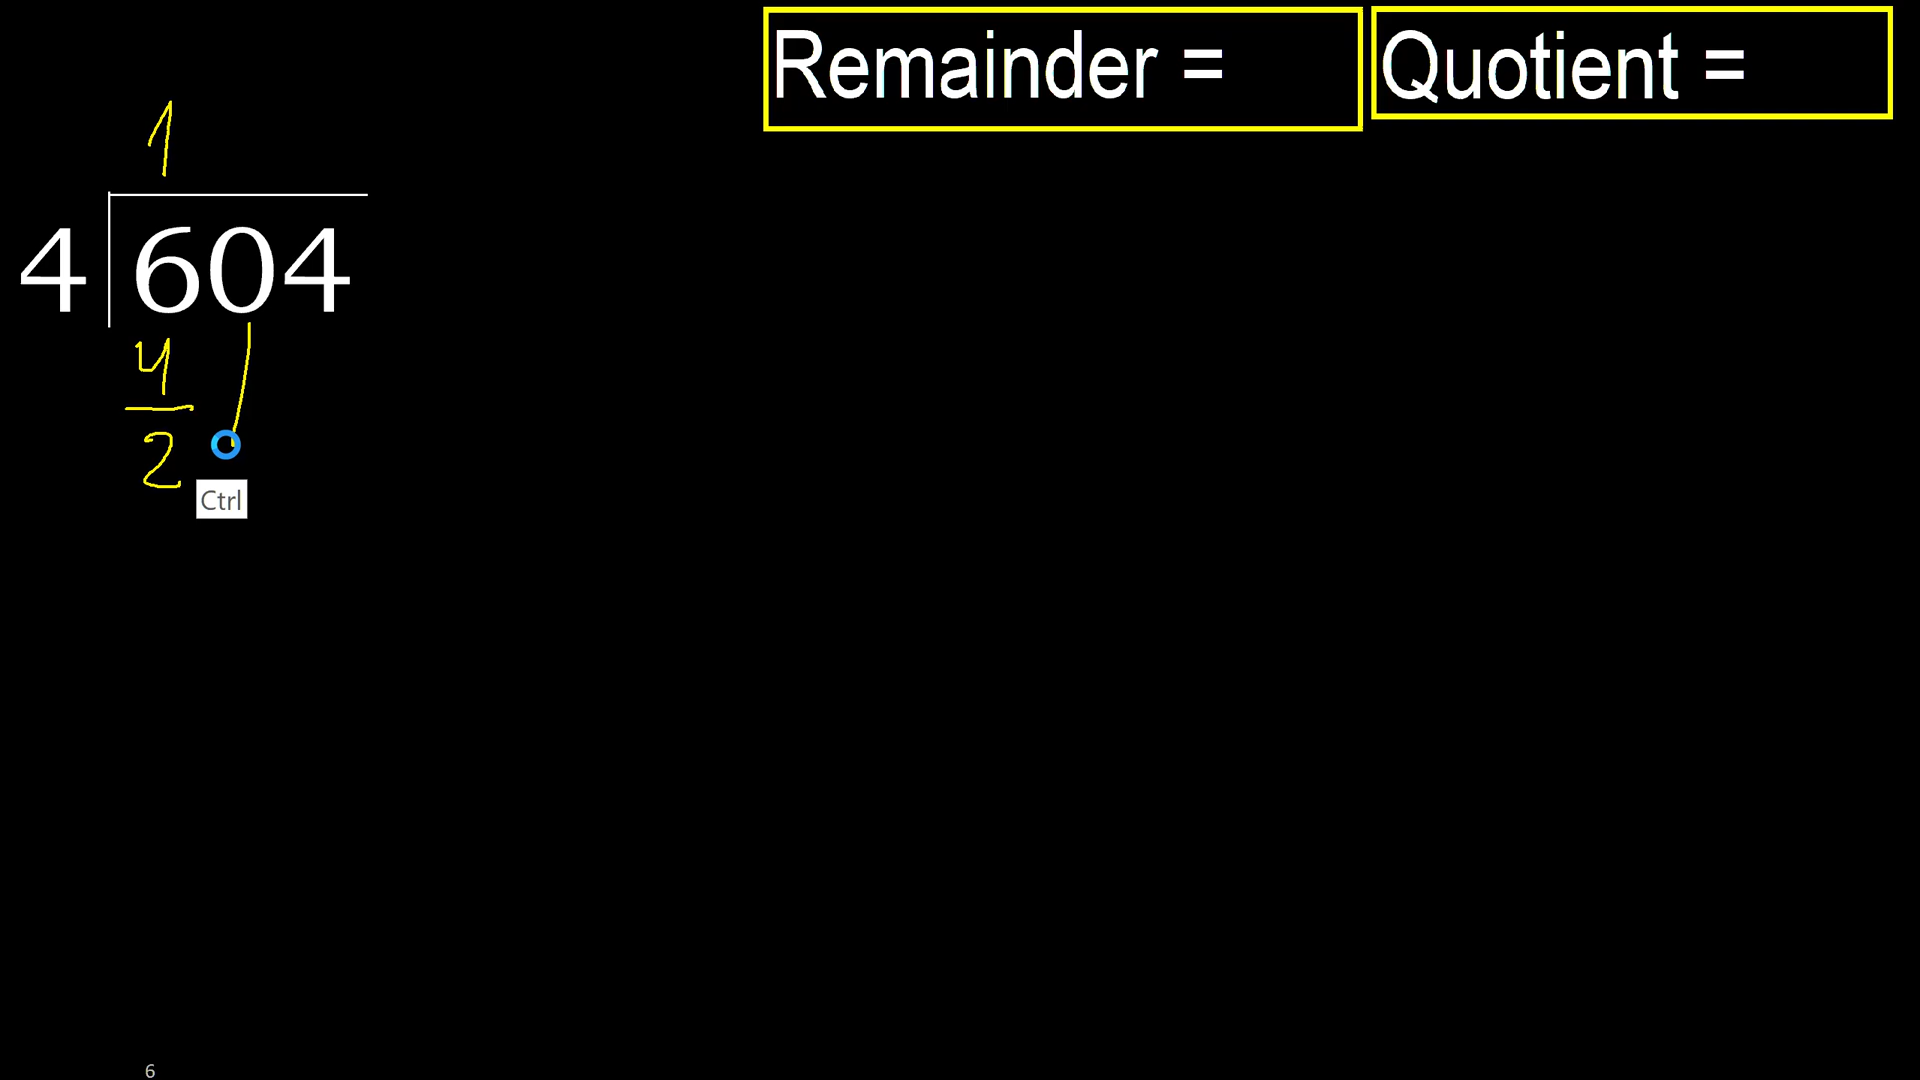 Remainder =
Quotient =
1
4 604
4
2
Ctrl
6